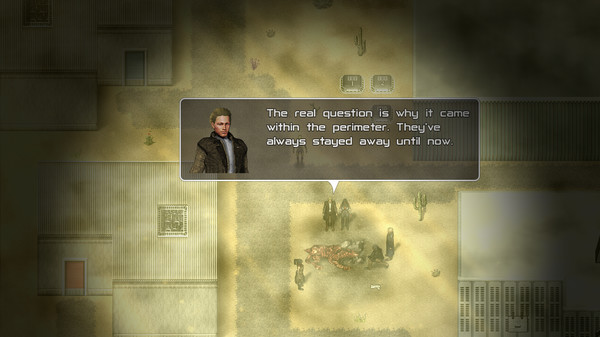 The real question is why it came
within the perimeter. They've
always stayed away until now.